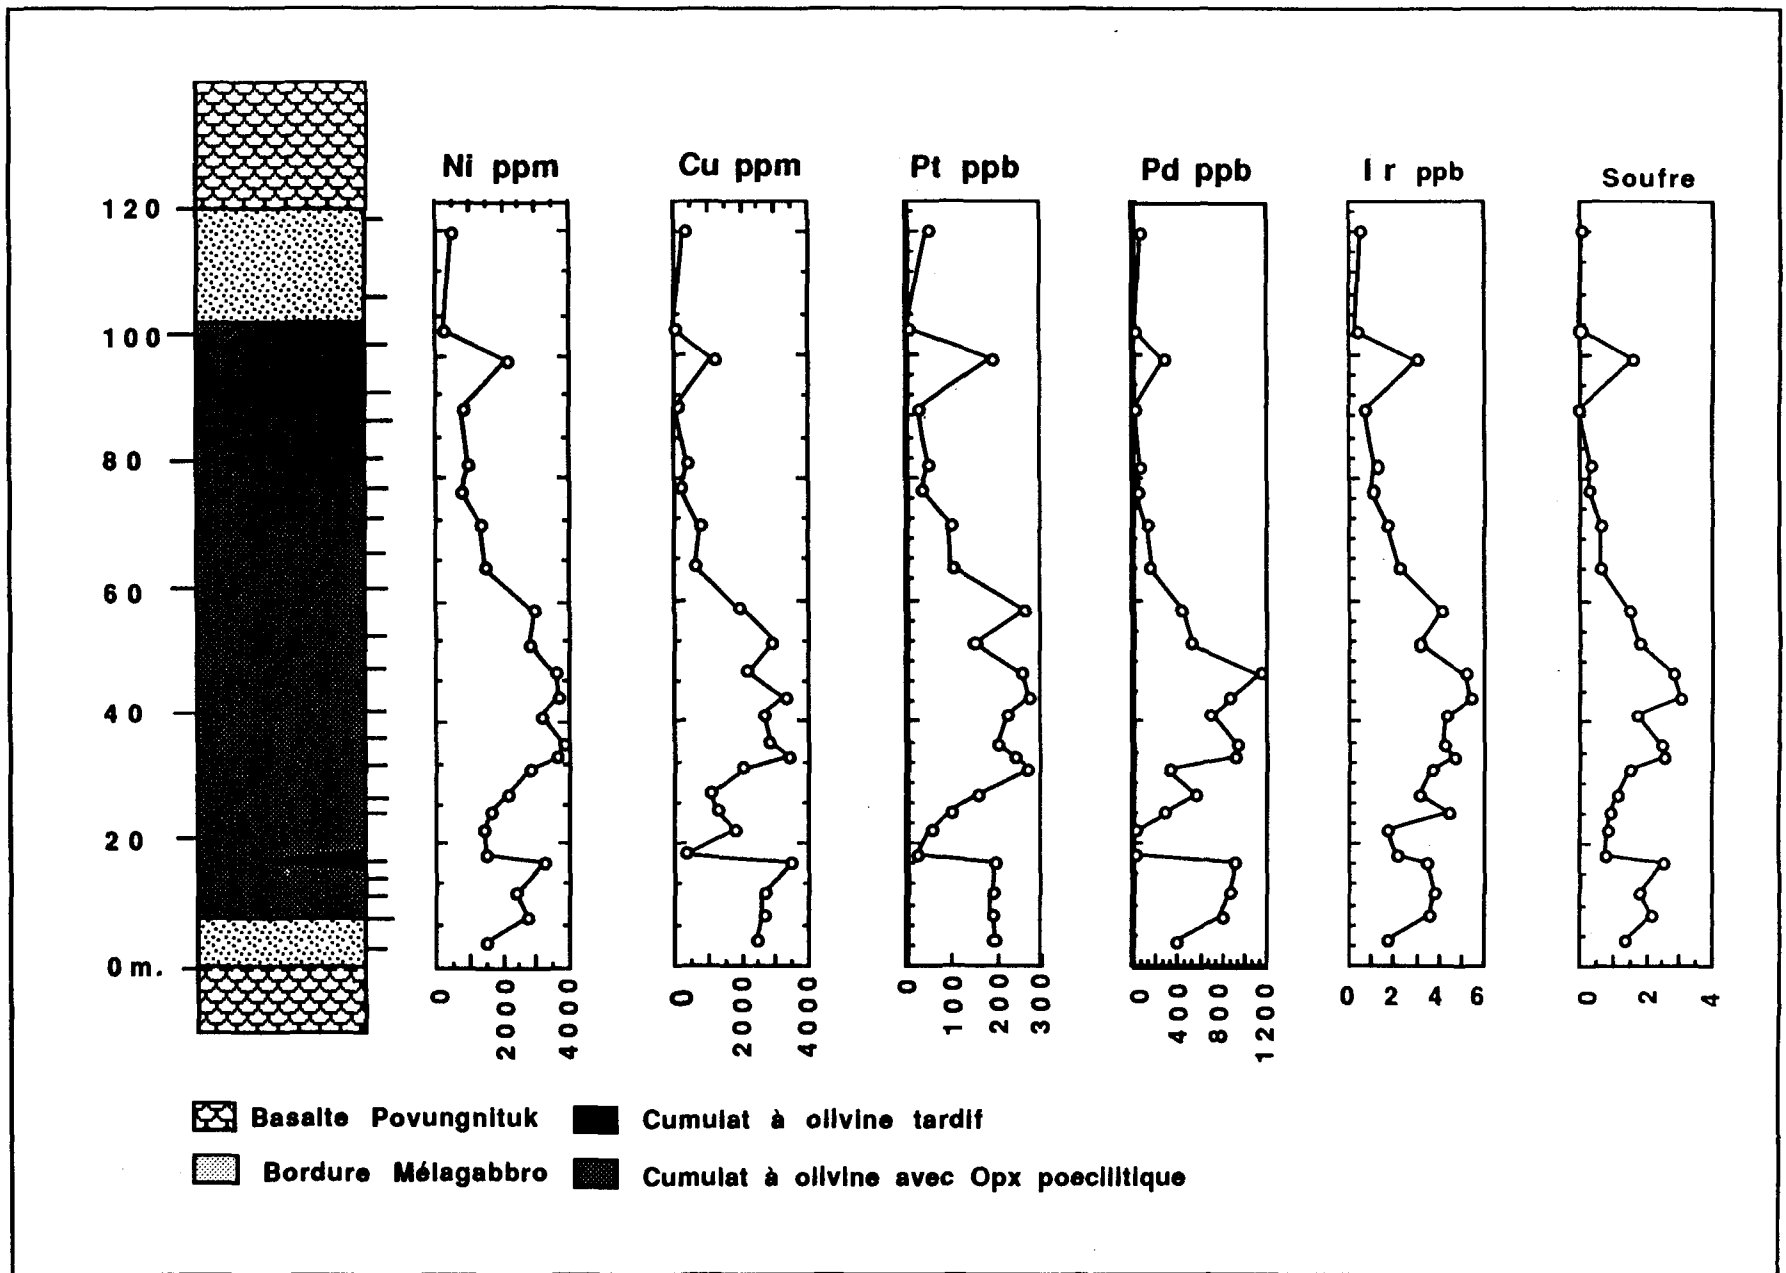 Ni ppm
Cu ppm
Pt ppb
Pd ppb
Ir ppb
Soufre
120
100
80
60
40
20
0 m.
0
2000
4000
0
2000
4000
0
100
200
300
0
400
800
1200
0
2
4
6
0
2
4
Basalte Povungnituk
Cumulat à olivine tardif
Bordure Mélagabbro
Cumulat à olivine avec Opx poecilitique